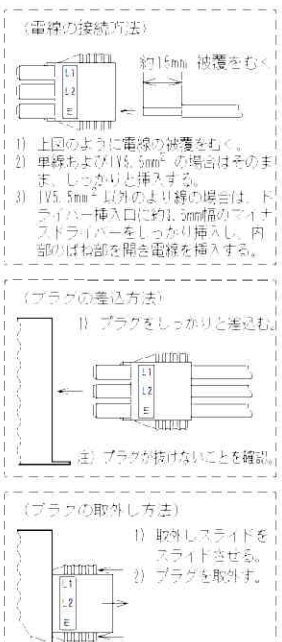 (電線の接続方法)
L1
L2
E
約15mm 被覆をむく
1) 上図のように電線の被覆をむく。
2) 単線およびIV5.5mm²の場合はそのま
ま、しっかりと挿入する。
3) IV5.5mm²以外のより線の場合は、ド
ライバー挿入口に約3.5mm幅のマイナ
スドライバーをしっかり挿入し、内
部のばね部を開き電線を挿入する。
(プラグの差込方法)
1) プラグをしっかりと差込む。
L1
L2
E
注) プラグが抜けないことを確認。
(プラグの取外し方法)
1) 取外しスライドを
スライドさせる。
2) プラグを取外す。
L1
L2
E